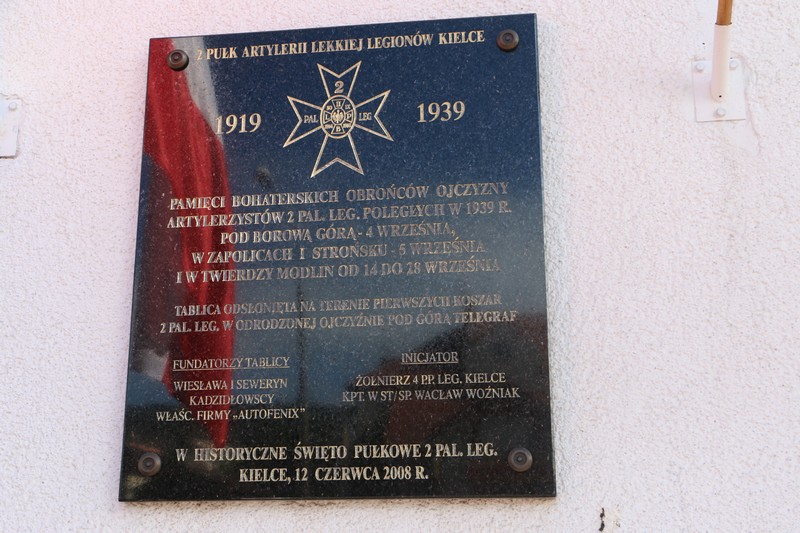 2 PUŁK ARTYLERII LEKKIEJ LEGIONÓW KIELCE
1919
2
PAL
LEG
1939
PAMIĘCI BOHATERSKICH OBROŃCÓW OJCZYZNY
ARTYLERZYSTÓW 2 PAL. LEG. POLEGŁYCH W 1939 R.
POD BOROWĄ GÓRĄ - 4 WRZEŚNIA,
W ZAPOLICACH I STROŃSKU - 5 WRZEŚNIA
I W TWIERDZY MODLIN OD 14 DO 28 WRZEŚNIA
TABLICA ODSŁONIĘTA NA TERENIE PIERWSZYCH KOSZAR
2 PAL. LEG. W ODRODZONEJ OJCZYŹNIE POD GÓRĄ TELEGRAF
FUNDATORZY TABLICY
WIESŁAWA I SEWERYN
KADZIDŁOWSCY
WŁAŚC. FIRMY „AUTOFENIX”
INICJATOR
ŻOŁNIERZ 4 PP. LEG. KIELCE
KPT. W ST/SP. WACŁAW WOŹNIAK
W HISTORYCZNE ŚWIĘTO PUŁKOWE 2 PAL. LEG.
KIELCE, 12 CZERWCA 2008 R.